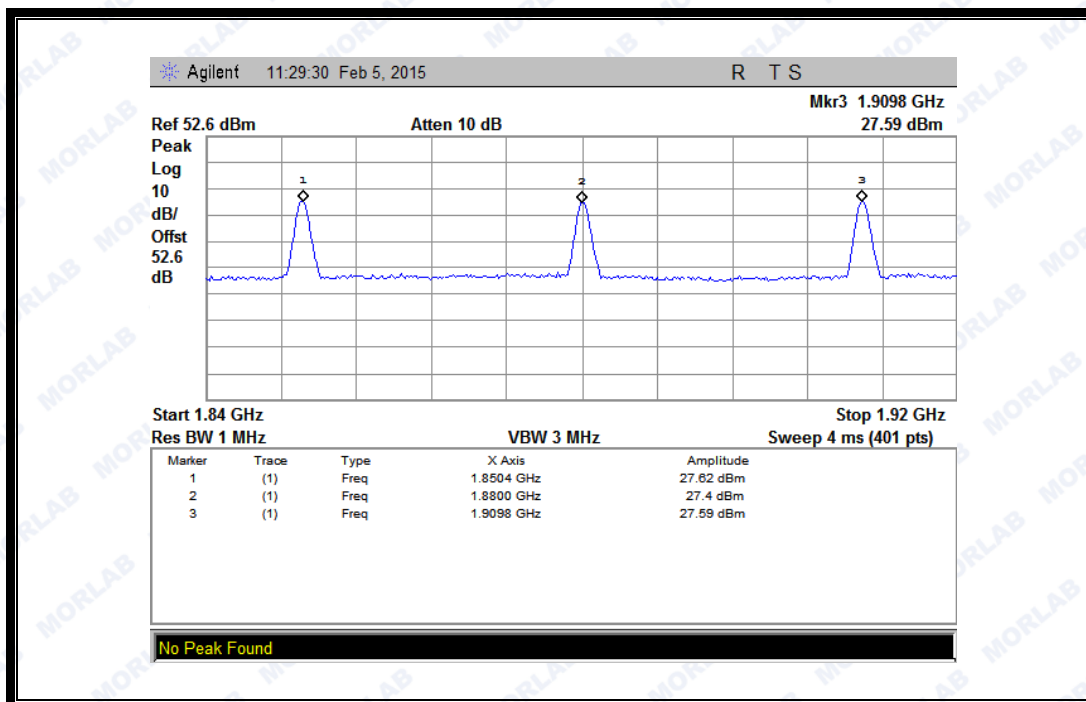 Agilent 11:29:30 Feb 5, 2015 R T S
Mkr3 1.9098 GHz
Ref 52.6 dBm Atten 10 dB 27.59 dBm
Peak
Log
10
dB/
Offst
52.6
dB
1 2 3
Start 1.84 GHz Stop 1.92 GHz
Res BW 1 MHz VBW 3 MHz Sweep 4 ms (401 pts)
Marker Trace Type X Axis Amplitude
1 (1) Freq 1.8504 GHz 27.62 dBm
2 (1) Freq 1.8800 GHz 27.4 dBm
3 (1) Freq 1.9098 GHz 27.59 dBm
No Peak Found
MORLAB